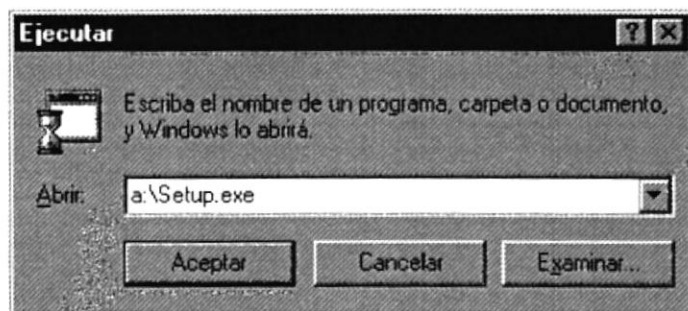 Ejecutar
Escriba el nombre de un programa, carpeta o documento,
y Windows lo abrirá.
Abrir:
a:\Setup.exe
Aceptar
Cancelar
Examinar...